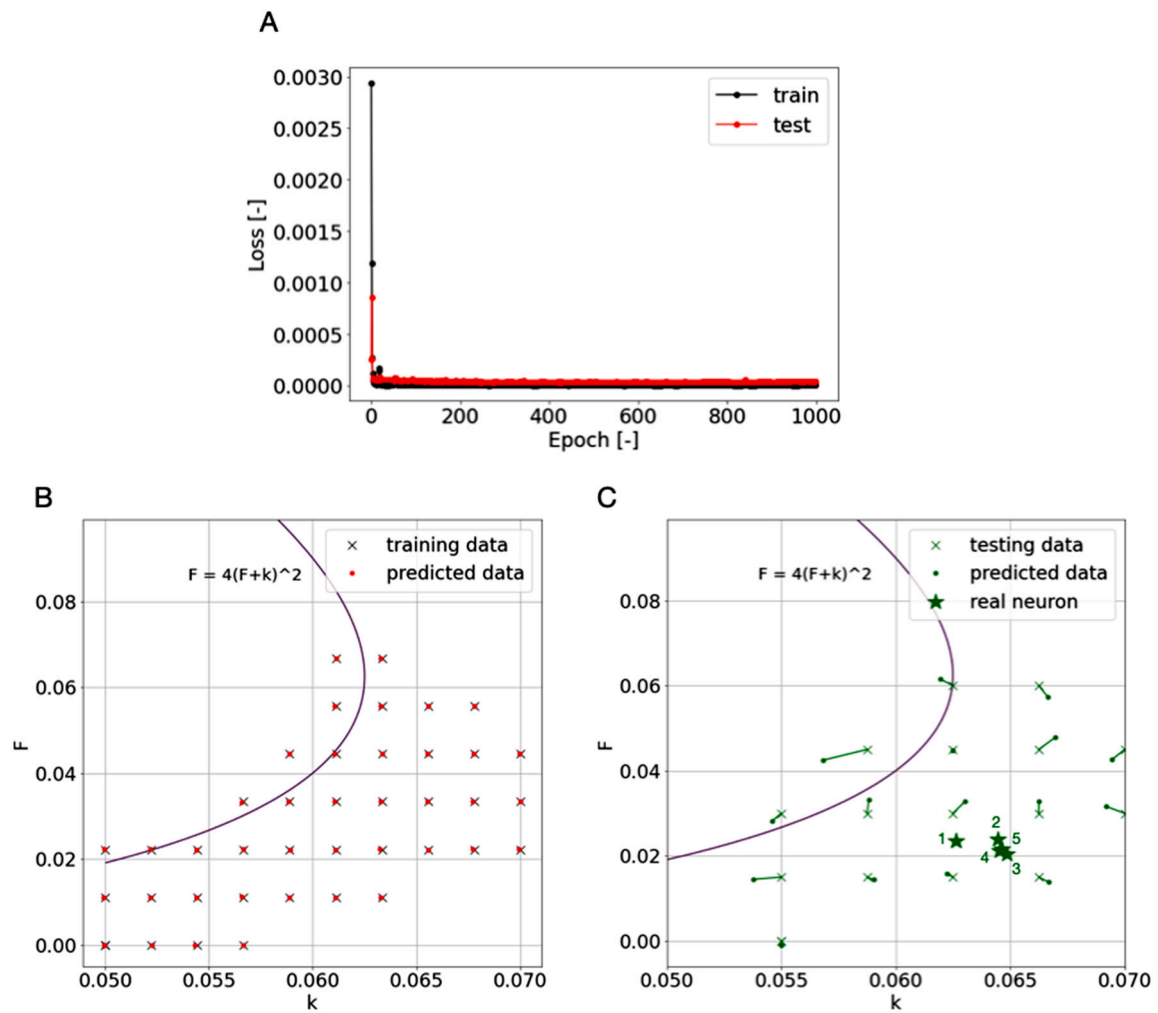 A
0.0030
0.0025
0.0020
0.0015
0.0010
0.0005
0.0000
Loss [-]
train
test
0 200 400 600 800 1000
Epoch [-]
B
F = 4(F+k)^2
training data
predicted data
0.08
0.06
0.04
0.02
0.00
F
0.050 0.055 0.060 0.065 0.070
k
C
F = 4(F+k)^2
testing data
predicted data
real neuron
0.08
0.06
0.04
0.02
0.00
F
1
2
5
4
3
0.050 0.055 0.060 0.065 0.070
k